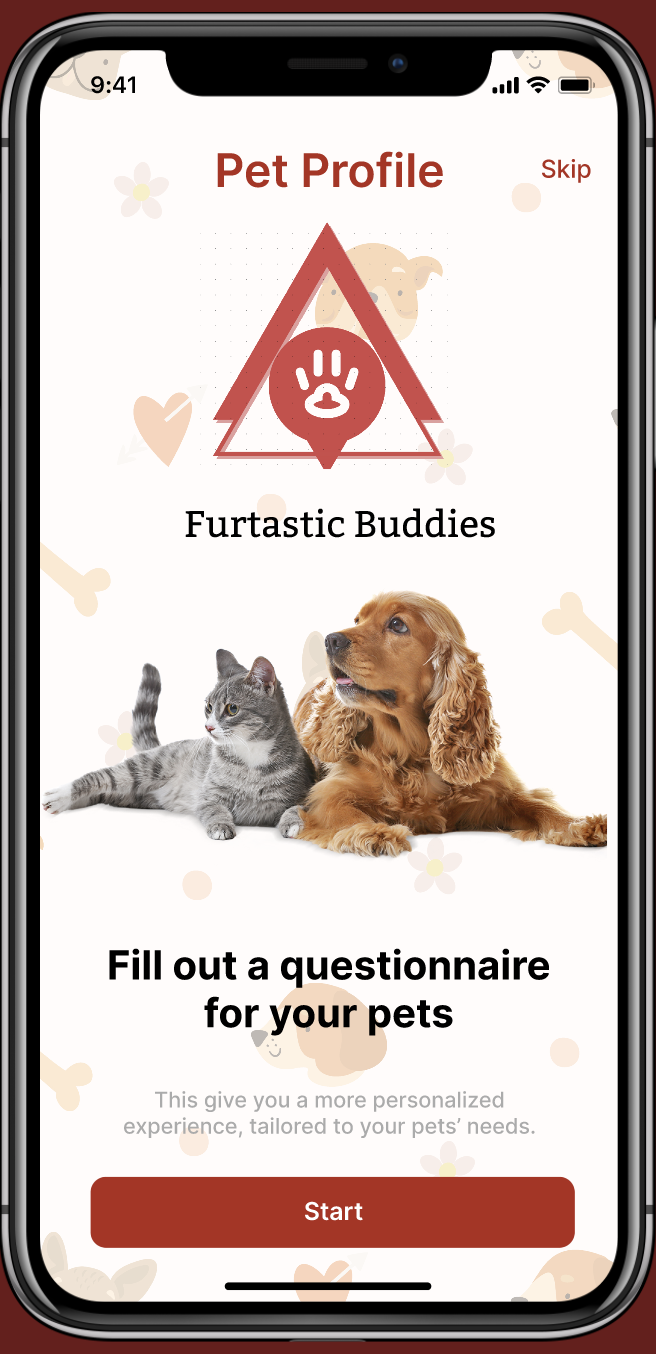 9:41
Pet Profile
Skip
Furtastic Buddies
Fill out a questionnaire
for your pets
This give you a more personalized
experience, tailored to your pets’ needs.
Start